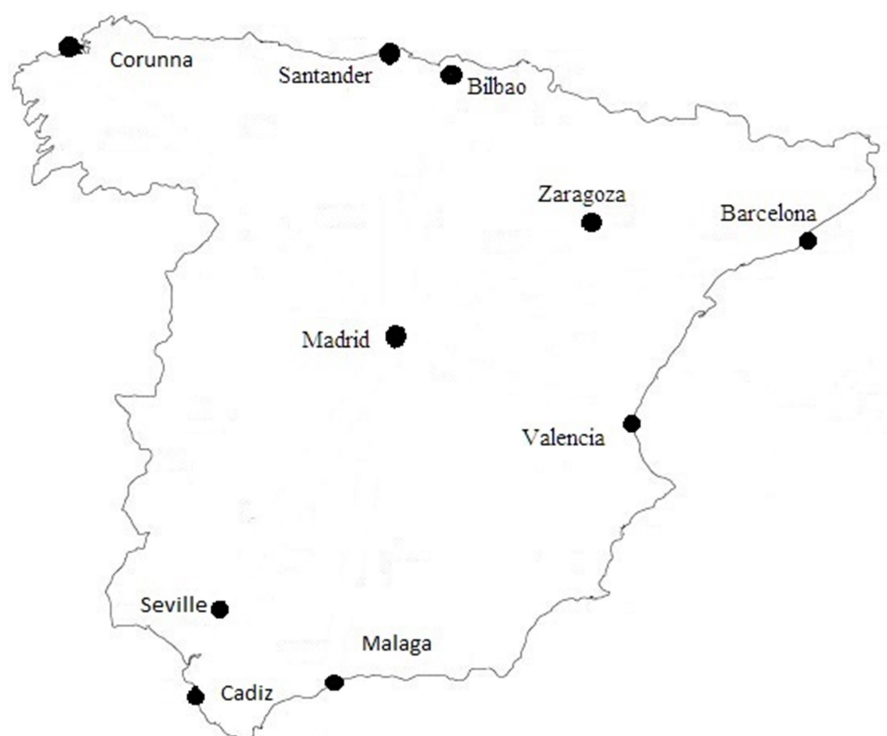 Corunna
Santander
Bilbao
Zaragoza
Barcelona
Madrid
Valencia
Seville
Malaga
Cadiz